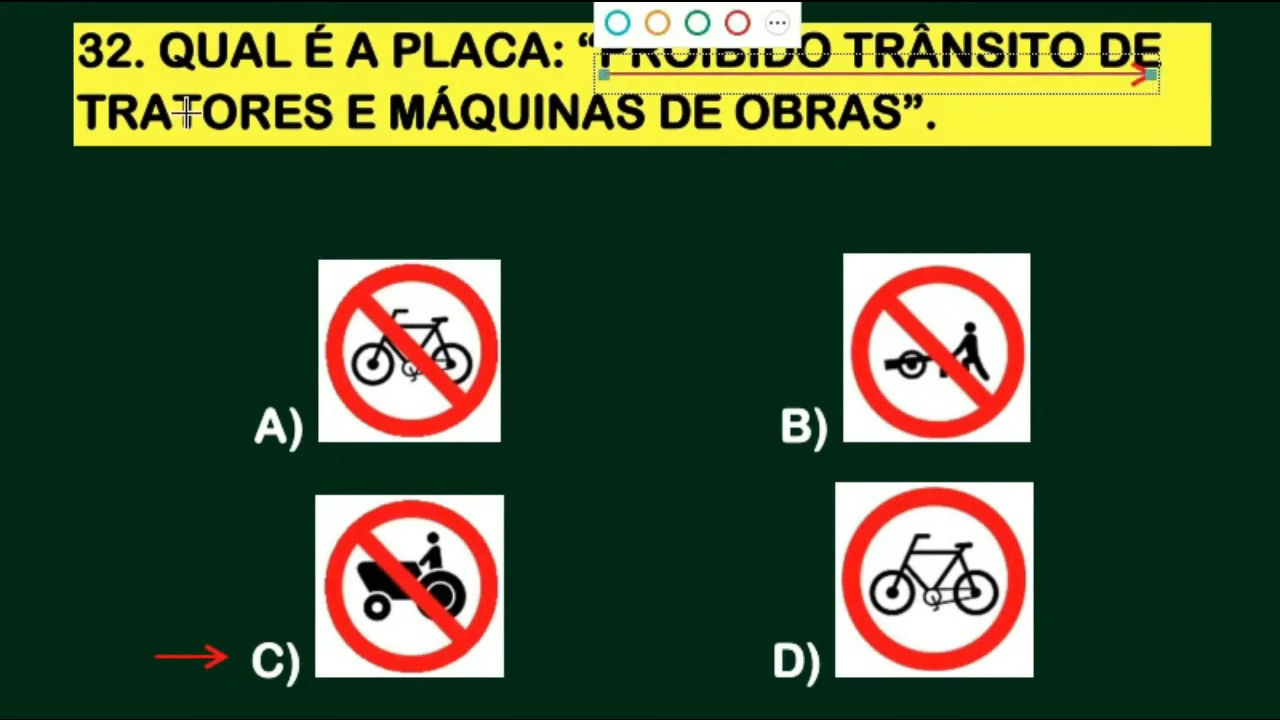 32. QUAL É A PLACA: “PROIBIDO TRÂNSITO DE
TRATORES E MÁQUINAS DE OBRAS”.
A)
B)
C)
D)